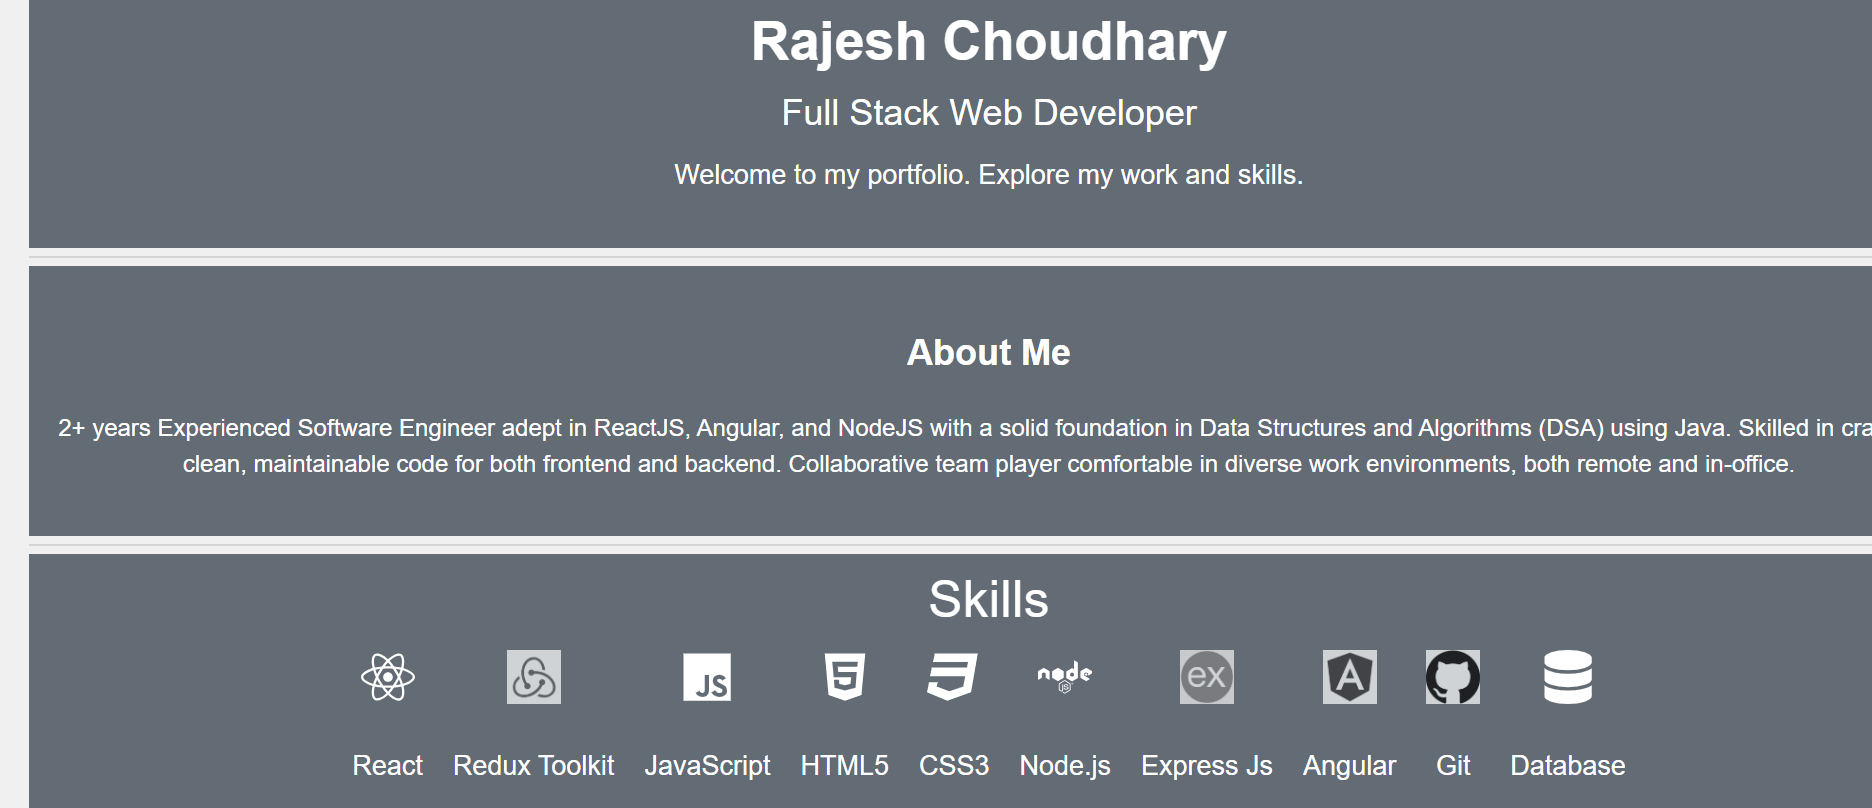 Rajesh Choudhary
Full Stack Web Developer
Welcome to my portfolio. Explore my work and skills.
About Me
2+ years Experienced Software Engineer adept in ReactJS, Angular, and NodeJS with a solid foundation in Data Structures and Algorithms (DSA) using Java. Skilled in cra
clean, maintainable code for both frontend and backend. Collaborative team player comfortable in diverse work environments, both remote and in-office.
Skills
JS 5 node JS ex A
React Redux Toolkit JavaScript HTML5 CSS3 Node.js Express Js Angular Git Database